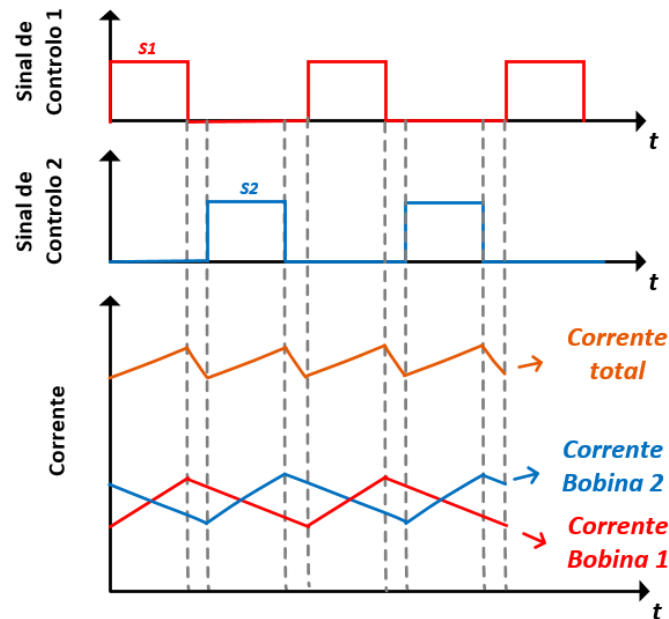 Sinal de
Controlo 1
S1
t
Sinal de
Controlo 2
S2
t
Corrente
Corrente
total
Corrente
Bobina 2
Corrente
Bobina 1
t